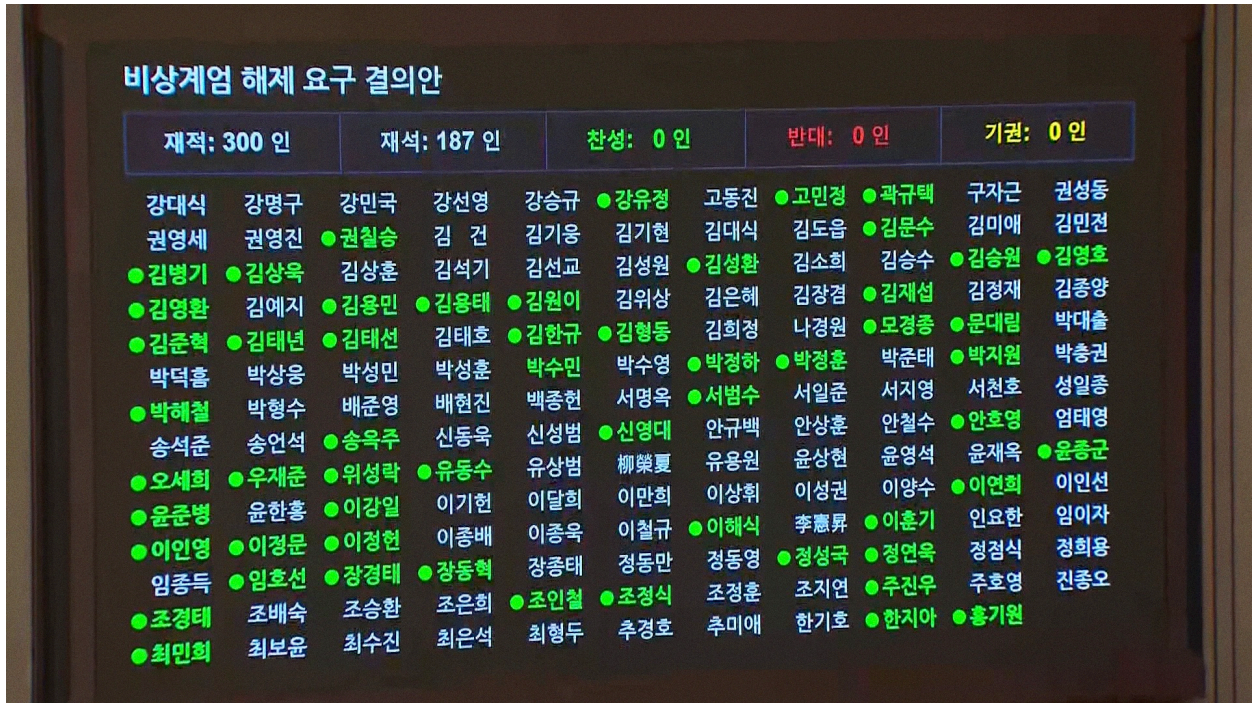 비상계엄 해제 요구 결의안
재적: 300 인 재석: 187 인 찬성: 0 인 반대: 0 인 기권: 0 인
강대식 강명구 강민국 강선영 강승규 강유정 고동진 고민정 곽규택 구자근 권성동
권영세 권영진 권칠승 김 건 김기웅 김기현 김대식 김도읍 김문수 김미애 김민전
김병기 김상욱 김상훈 김석기 김선교 김성원 김성환 김소희 김승수 김승원 김영호
김영환 김예지 김용민 김용태 김원이 김위상 김은혜 김장겸 김재섭 김정재 김종양
김준혁 김태년 김태선 김태호 김한규 김형동 김희정 나경원 모경종 문대림 박대출
박덕흠 박상웅 박성민 박성훈 박수민 박수영 박정하 박정훈 박준태 박지원 박충권
박해철 박형수 배준영 배현진 백종헌 서명옥 서범수 서일준 서지영 서천호 성일종
송석준 송언석 송옥주 신동욱 신성범 신영대 안규백 안상훈 안철수 안호영 엄태영
오세희 우재준 위성락 유동수 유상범 柳榮夏 유용원 윤상현 윤영석 윤재옥 윤종군
윤준병 윤한홍 이강일 이기헌 이달희 이만희 이상휘 이성권 이양수 이연희 이인선
이인영 이정문 이정헌 이종배 이종욱 이철규 이해식 李憲昇 이훈기 인요한 임이자
임종득 임호선 장경태 장동혁 장종태 정동만 정동영 정성국 정연욱 정점식 정희용
조경태 조배숙 조승환 조은희 조인철 조정식 조정훈 조지연 주진우 주호영 진종오
최민희 최보윤 최수진 최은석 최형두 추경호 추미애 한기호 한지아 홍기원